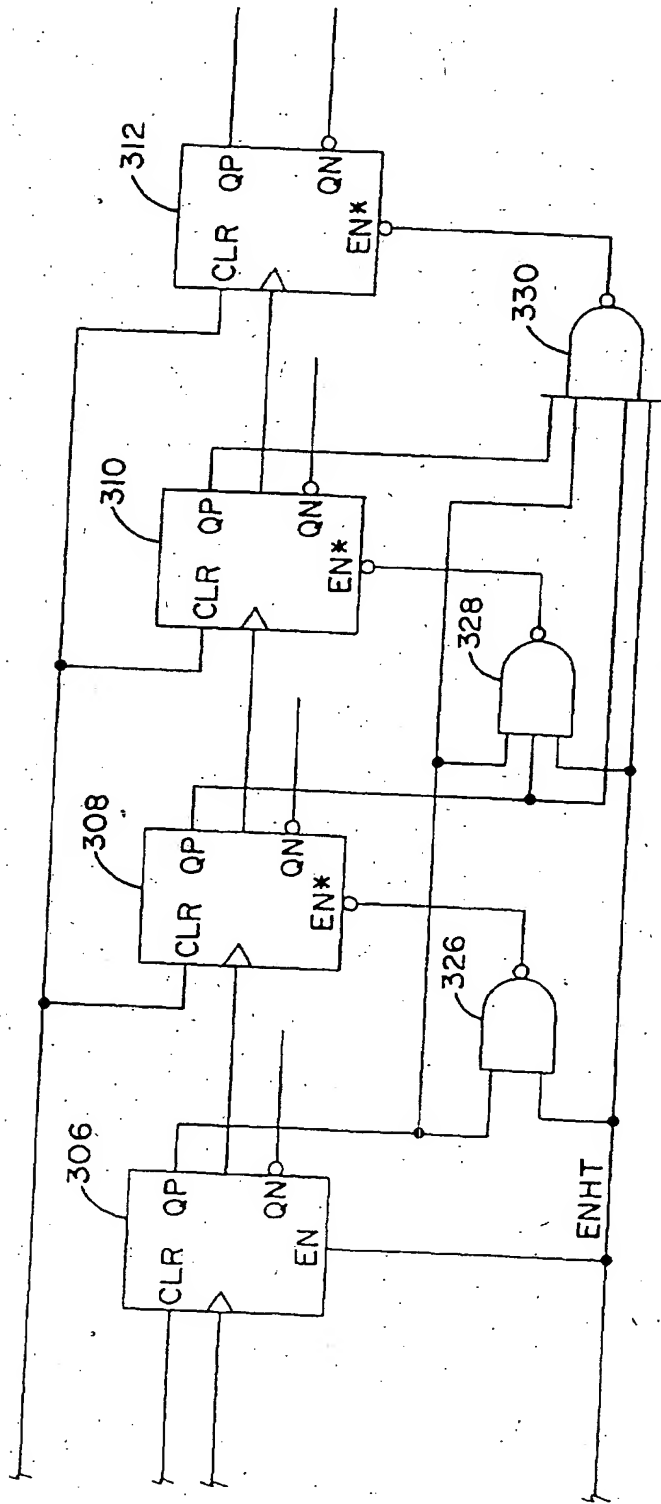 306
CLR
QP
QN
EN
308
CLR
QP
QN
EN*
310
CLR
QP
QN
EN*
312
CLR
QP
QN
EN*
326
328
330
ENHT